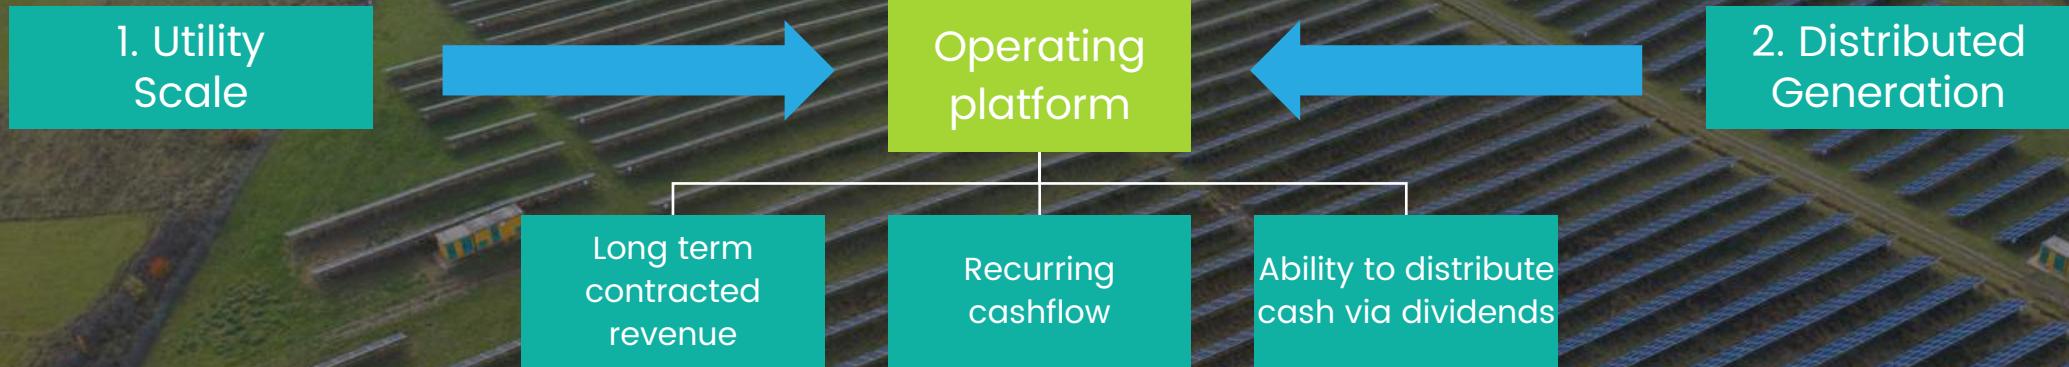 1. Utility
Scale
Operating
platform
2. Distributed
Generation
Long term
contracted
revenue
Recurring
cashflow
Ability to distribute
cash via dividends